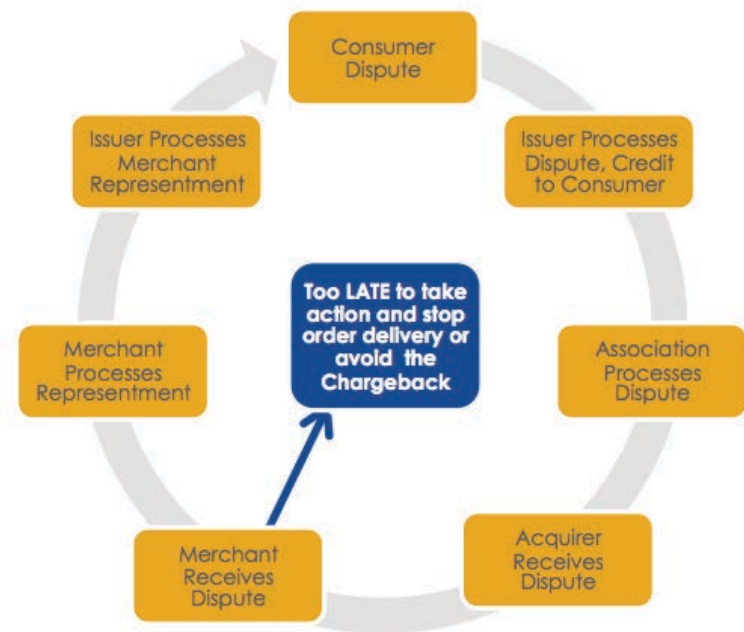 Consumer
Dispute
Issuer Processes
Dispute, Credit
to Consumer
Association
Processes
Dispute
Acquirer
Receives
Dispute
Merchant
Receives
Dispute
Merchant
Processes
Representment
Issuer Processes
Merchant
Representment
Too LATE to take
action and stop
order delivery or
avoid the
Chargeback